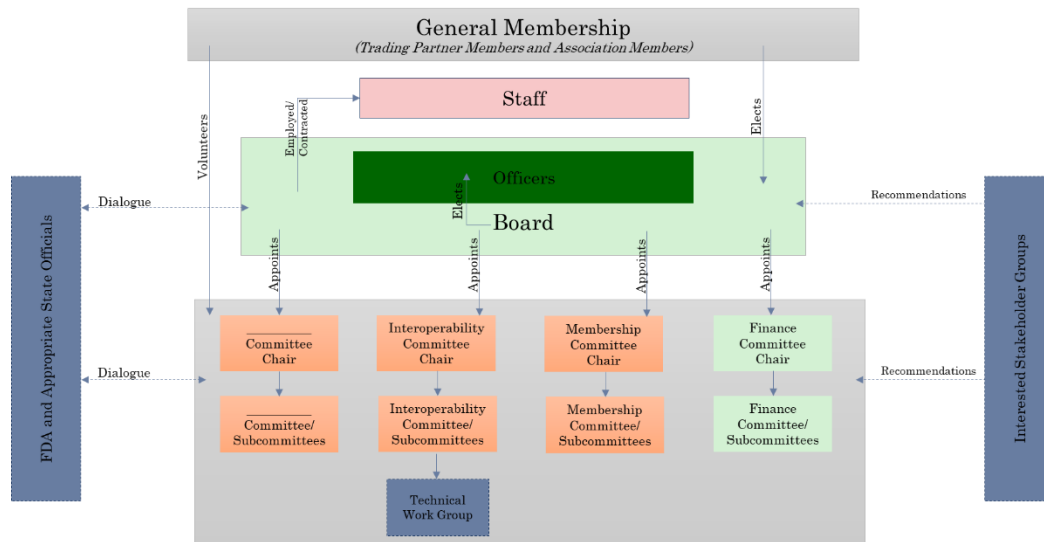 General Membership
(Trading Partner Members and Association Members)
Staff
Employed/
Contracted
Volunteers
Elects
Officers
Elects
Board
FDA and Appropriate State Officials
Dialogue
Recommendations
Interested Stakeholder Groups
Appoints
Appoints
Appoints
Appoints
Committee
Chair
Interoperability
Committee
Chair
Membership
Committee
Chair
Finance
Committee
Chair
Dialogue
Recommendations
Committee/
Subcommittees
Interoperability
Committee/
Subcommittees
Membership
Committee/
Subcommittees
Finance
Committee/
Subcommittees
Technical
Work Group